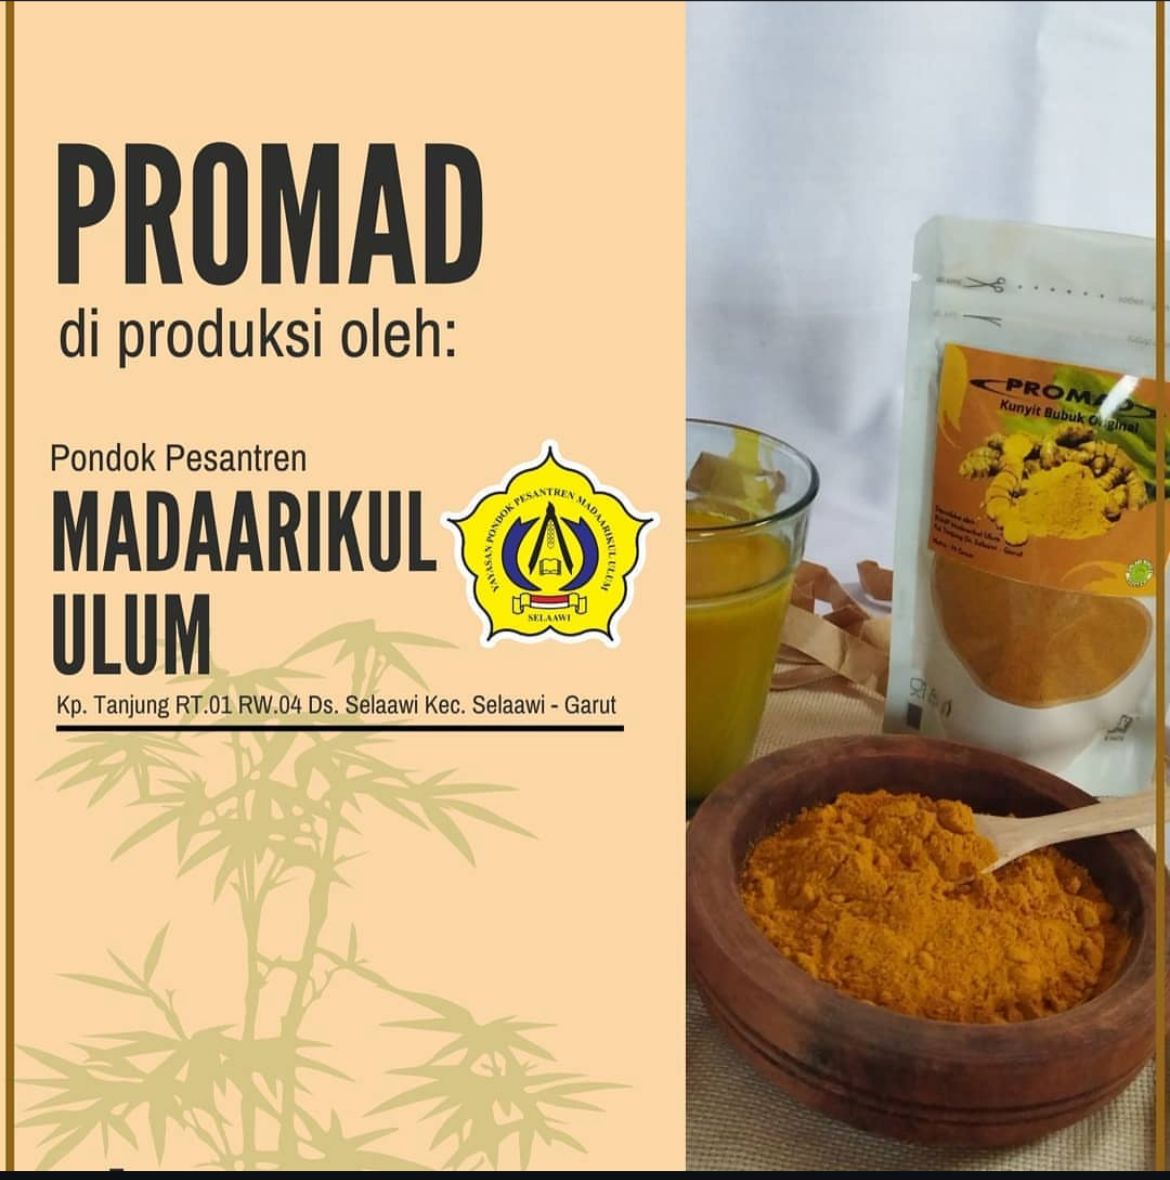 PROMAD
di produksi oleh:
Pondok Pesantren
MADAARIKUL
ULUM
YAYASAN PONDOK PESANTREN MADAARIKUL ULUM
SELAAWI
Kp. Tanjung RT.01 RW.04 Ds. Selaawi Kec. Selaawi - Garut
PROMAD
Kunyit Bubuk Original